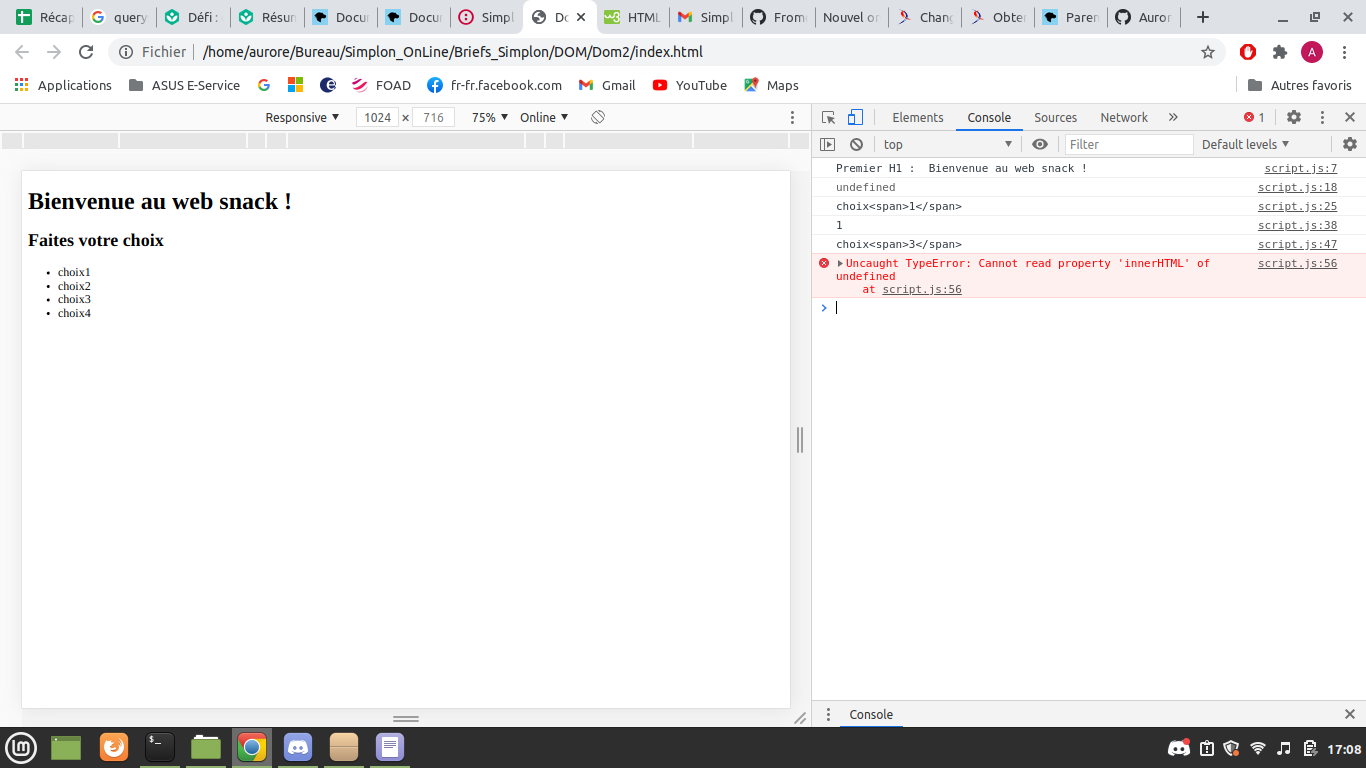 Récap
query
Défi :
Résun
Docur
Docur
Simpl
Do
HTML
Simpl
From
Nouvel or
Chang
Obter
Paren
Auror
Fichier /home/aurore/Bureau/Simplon_OnLine/Briefs_Simplon/DOM/Dom2/index.html
A
Applications ASUS E-Service FOAD fr-fr.facebook.com Gmail YouTube Maps Autres favoris
Responsive ▼ 1024 × 716 75% ▼ Online ▼
Elements Console Sources Network » 1
top ▼ Filter Default levels ▼
Bienvenue au web snack !
Faites votre choix
• choix1
• choix2
• choix3
• choix4
Premier H1 : Bienvenue au web snack ! script.js:7
undefined script.js:18
choix<span>1</span> script.js:25
1 script.js:38
choix<span>3</span> script.js:47
Uncaught TypeError: Cannot read property 'innerHTML' of script.js:56
undefined
at script.js:56
>
Console
17:08